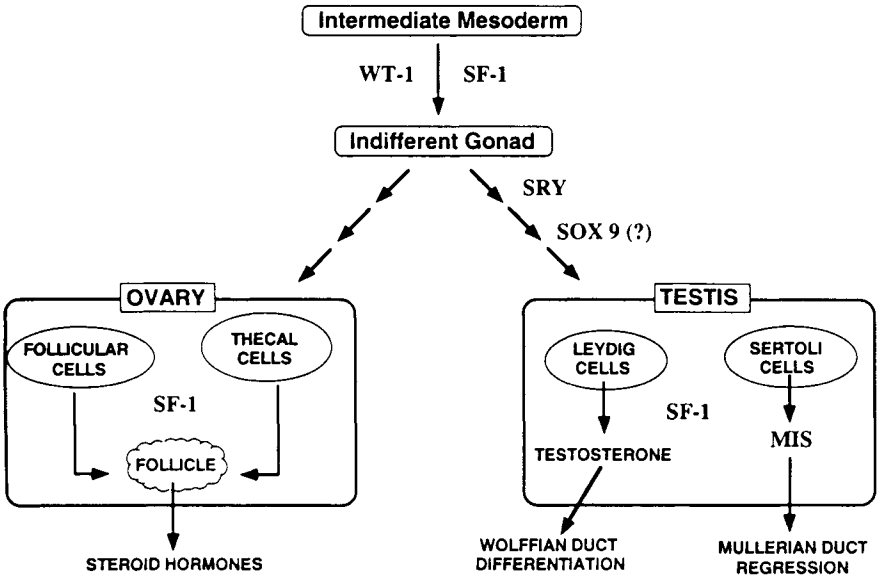 Intermediate Mesoderm
WT-1 SF-1
Indifferent Gonad
SRY
SOX 9 (?)
OVARY
FOLLICULAR
CELLS
THECAL
CELLS
SF-1
FOLLICLE
STEROID HORMONES
TESTIS
LEYDIG
CELLS
SERTOLI
CELLS
SF-1
TESTOSTERONE
MIS
WOLFFIAN DUCT
DIFFERENTIATION
MULLERIAN DUCT
REGRESSION